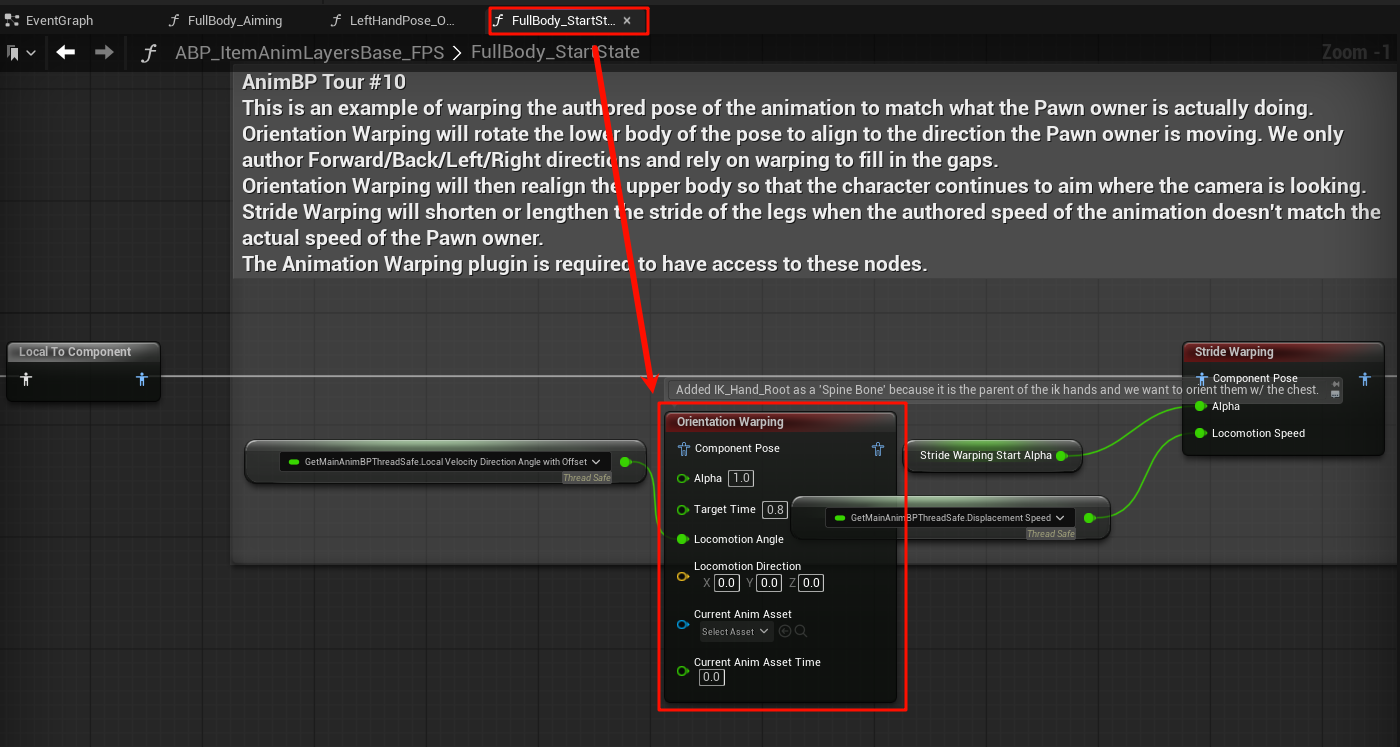 EventGraph
FullBody_Aiming
LeftHandPose_O...
FullBody_StartSt...
ABP_ItemAnimLayersBase_FPS > FullBody_StartState
Zoom -1
AnimBP Tour #10
This is an example of warping the authored pose of the animation to match what the Pawn owner is actually doing.
Orientation Warping will rotate the lower body of the pose to align to the direction the Pawn owner is moving. We only
author Forward/Back/Left/Right directions and rely on warping to fill in the gaps.
Orientation Warping will then realign the upper body so that the character continues to aim where the camera is looking.
Stride Warping will shorten or lengthen the stride of the legs when the authored speed of the animation doesn't match the
actual speed of the Pawn owner.
The Animation Warping plugin is required to have access to these nodes.
Local To Component
Added IK_Hand_Root as a 'Spine Bone' because it is the parent of the ik hands and we want to orient them w/ the chest.
GetMainAnimBPThreadSafe.Local Velocity Direction Angle with Offset
Thread Safe
Orientation Warping
Component Pose
Alpha 1.0
Target Time 0.8
Locomotion Angle
Locomotion Direction
X 0.0 Y 0.0 Z 0.0
Current Anim Asset
Select Asset
Current Anim Asset Time
0.0
Stride Warping Start Alpha
GetMainAnimBPThreadSafe.Displacement Speed
Thread Safe
Stride Warping
Component Pose
Alpha
Locomotion Speed